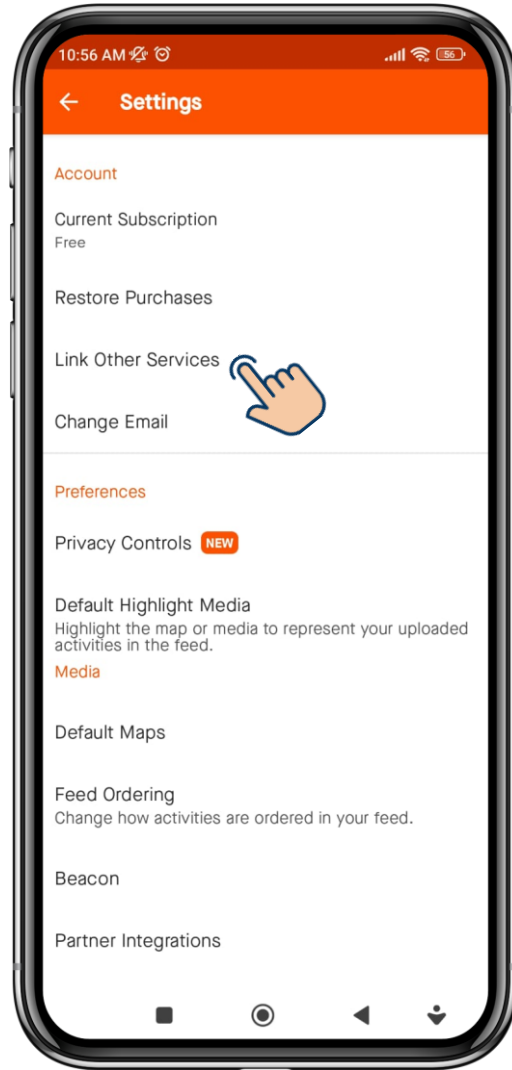 10:56 AM 56
Settings
Account
Current Subscription
Free
Restore Purchases
Link Other Services
Change Email
Preferences
Privacy Controls NEW
Default Highlight Media
Highlight the map or media to represent your uploaded
activities in the feed.
Media
Default Maps
Feed Ordering
Change how activities are ordered in your feed.
Beacon
Partner Integrations